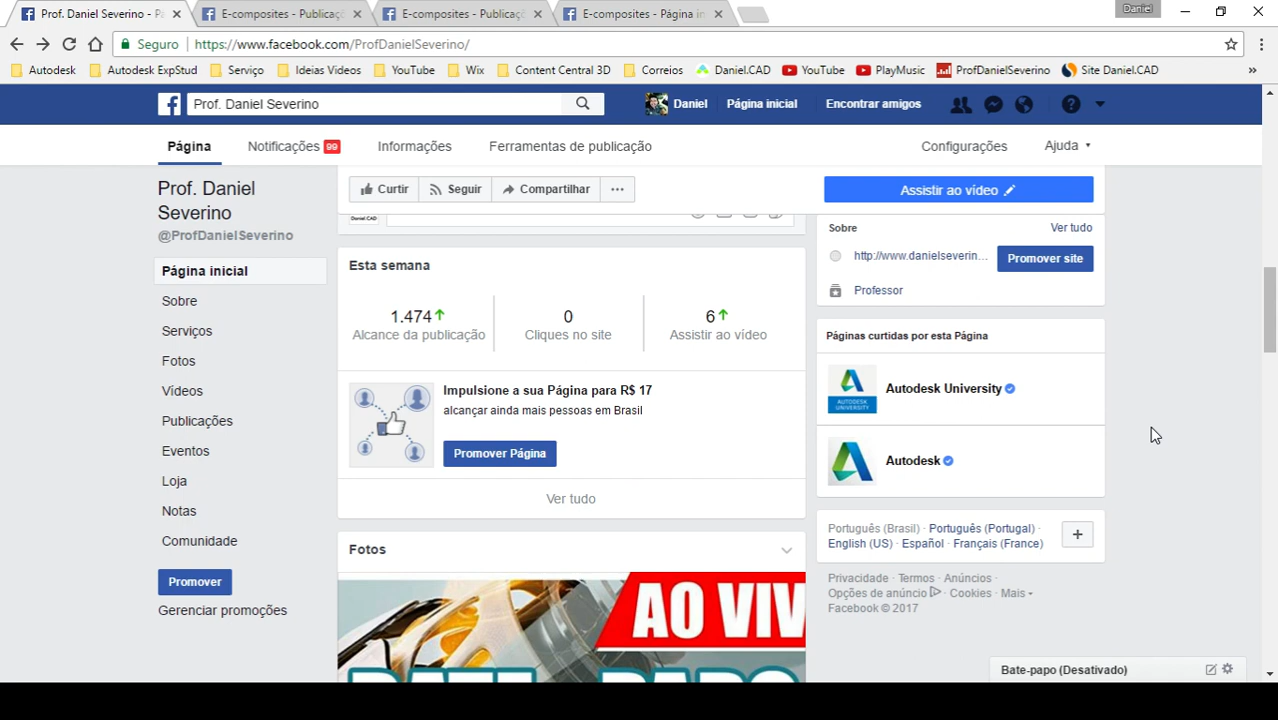 Prof. Daniel Severino - P
E-composites - Publicaç
E-composites - Publicaç
E-composites - Página in
Daniel
Seguro
https://www.facebook.com/ProfDanielSeverino/
Autodesk
Autodesk ExpStud
Serviço
Ideias Videos
YouTube
Wix
Content Central 3D
Correios
Daniel.CAD
YouTube
PlayMusic
ProfDanielSeverino
Site Daniel.CAD
»
Prof. Daniel Severino
Daniel
Página inicial
Encontrar amigos
Página
Notificações 99
Informações
Ferramentas de publicação
Configurações
Ajuda
Prof. Daniel
Severino
@ProfDanielSeverino
Página inicial
Sobre
Serviços
Fotos
Vídeos
Publicações
Eventos
Loja
Notas
Comunidade
Promover
Gerenciar promoções
Curtir
Seguir
Compartilhar
...
Assistir ao vídeo
Daniel.CAD
Esta semana
1.474
Alcance da publicação
0
Cliques no site
6
Assistir ao vídeo
Impulsione a sua Página para R$ 17
alcançar ainda mais pessoas em Brasil
Promover Página
Ver tudo
Fotos
AO VIV
Sobre
Ver tudo
http://www.danielseverin...
Promover site
Professor
Páginas curtidas por esta Página
Autodesk University
AUTODESK
UNIVERSITY
Autodesk
Português (Brasil) · Português (Portugal) ·
English (US) · Español · Français (France)
+
Privacidade · Termos · Anúncios ·
Opções de anúncio · Cookies · Mais
Facebook © 2017
Bate-papo (Desativado)